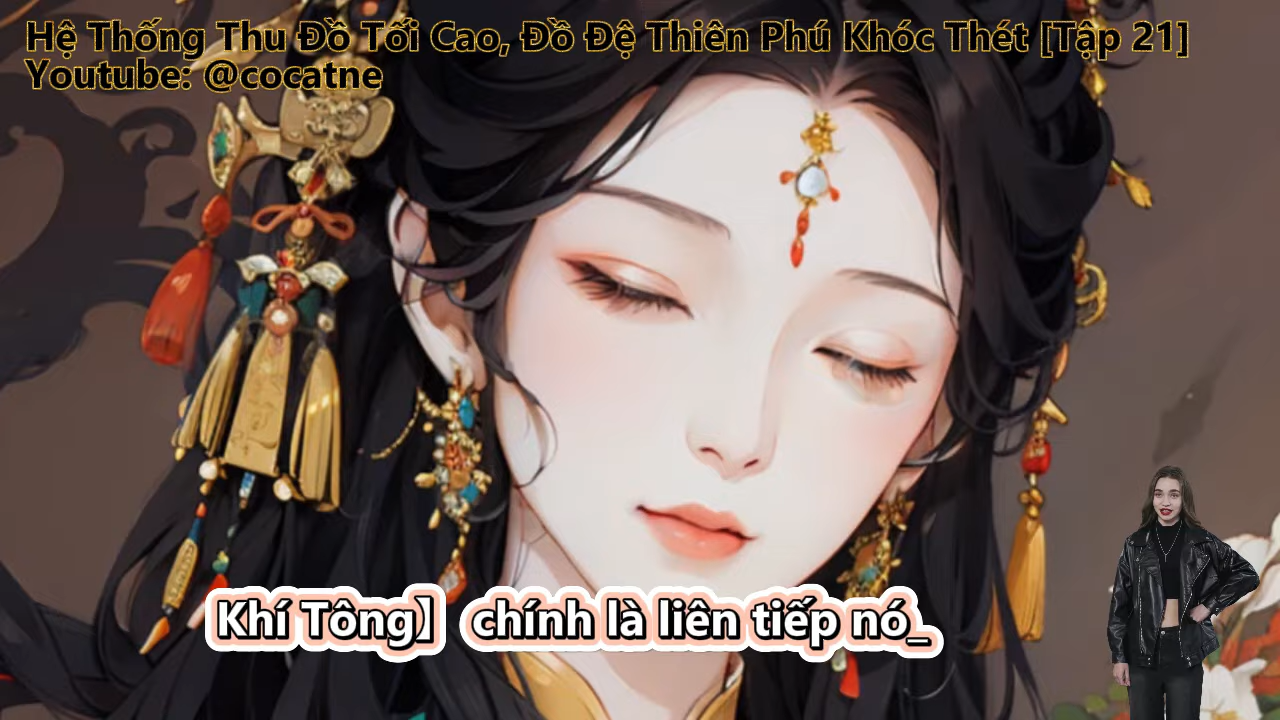 Hệ Thống Thu Đồ Tối Cao, Đồ Đệ Thiên Phú Khóc Thét [Tập 21]
Youtube: @cocatne
Khí Tông】 chính là liên tiếp nó_